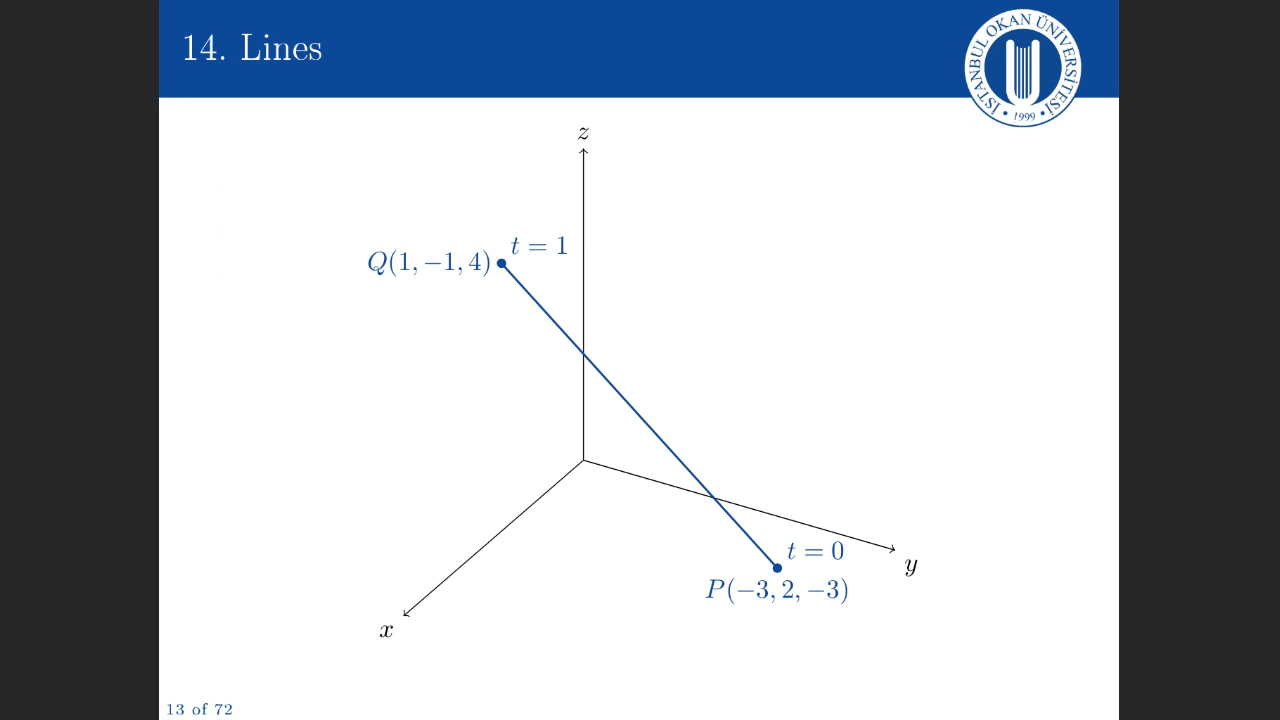 14. Lines
İSTANBUL OKAN ÜNİVERSİTESİ
• 1999 •
z
t = 1
Q(1, −1, 4)
t = 0
y
P(−3, 2, −3)
x
13 of 72